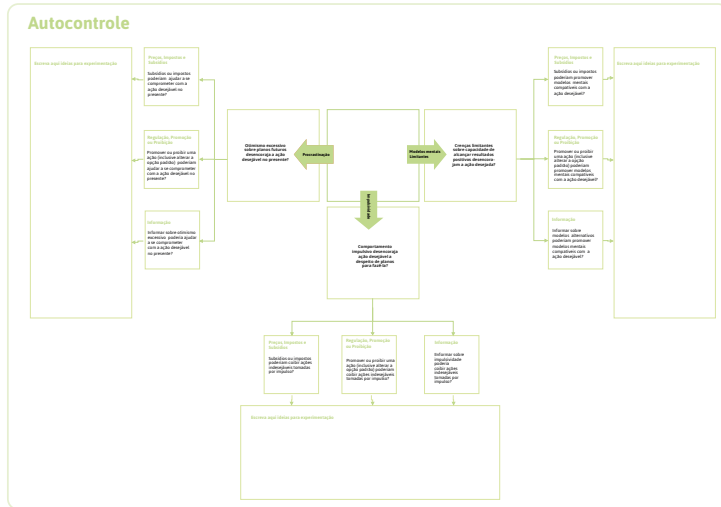 Autocontrole
Escreva aqui ideias para experimentação
Preços, Impostos e
Subsídios
Subsídios ou impostos
poderiam ajudar a se
comprometer com a
ação desejável no
presente?
Regulação, Promoção
ou Proibição
Promover ou proibir uma
ação (inclusive alterar a
opção padrão) poderiam
ajudar a se comprometer
com a ação desejável no
presente?
Informação
Informar sobre otimismo
excessivo poderia ajudar
a se comprometer
com a ação desejável
no presente?
Otimismo excessivo
sobre planos futuros
desencoraja a ação
desejável no presente?
Procrastinação
Modelos mentais
limitantes
Crenças limitantes
sobre capacidade de
alcançar resultados
positivos desencora-
jam a ação desejada?
Impulsividade
Comportamento
impulsivo desencoraja
ação desejável a
despeito de planos
para fazê-la?
Preços, Impostos e
Subsídios
Subsídios ou impostos
poderiam promover
modelos mentais
compatíveis com a
ação desejável?
Regulação, Promoção
ou Proibição
Promover ou proibir
uma ação (inclusive
alterar a opção
padrão) poderiam
promover modelos
mentais compatíveis
com a ação desejável?
Informação
Informar sobre
modelos alternativos
poderiam promover
modelos mentais
compatíveis com a
ação desejável?
Escreva aqui ideias para experimentação
Preços, Impostos e
Subsídios
Subsídios ou impostos
poderiam coibir ações
indesejáveis tomadas
por impulso?
Regulação, Promoção
ou Proibição
Promover ou proibir uma
ação (inclusive alterar a
opção padrão) poderiam
coibir ações indesejáveis
tomadas por impulso?
Informação
Informar sobre
impulsividade
poderia
coibir ações
indesejáveis
tomadas por
impulso?
Escreva aqui ideias para experimentação